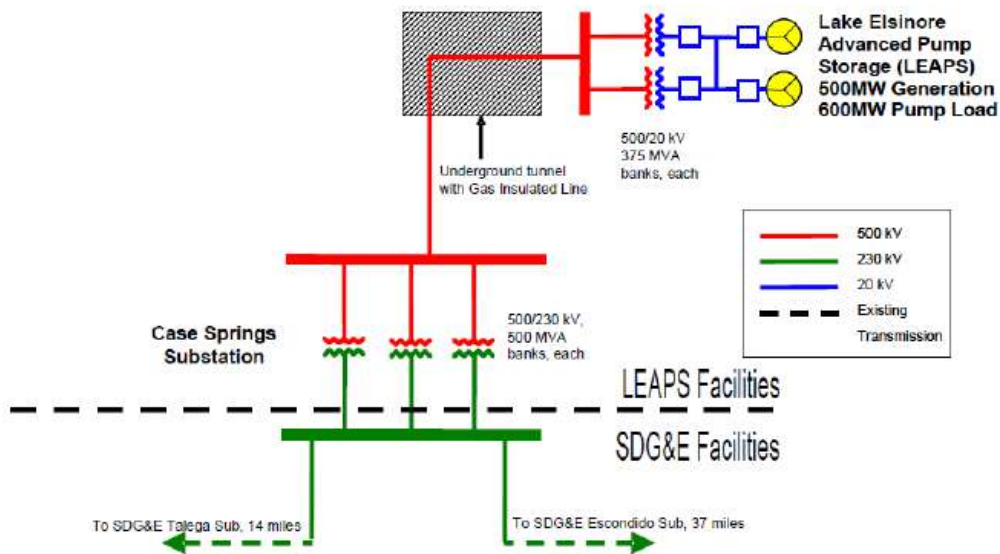 Lake Elsinore
Advanced Pump
Storage (LEAPS)
500MW Generation
600MW Pump Load
500/20 kV
375 MVA
banks, each
Underground tunnel
with Gas Insulated Line
500 kV
230 kV
20 kV
Existing
Transmission
Case Springs
Substation
500/230 kV,
500 MVA
banks, each
LEAPS Facilities
SDG&E Facilities
To SDG&E Talega Sub, 14 miles
To SDG&E Escondido Sub, 37 miles